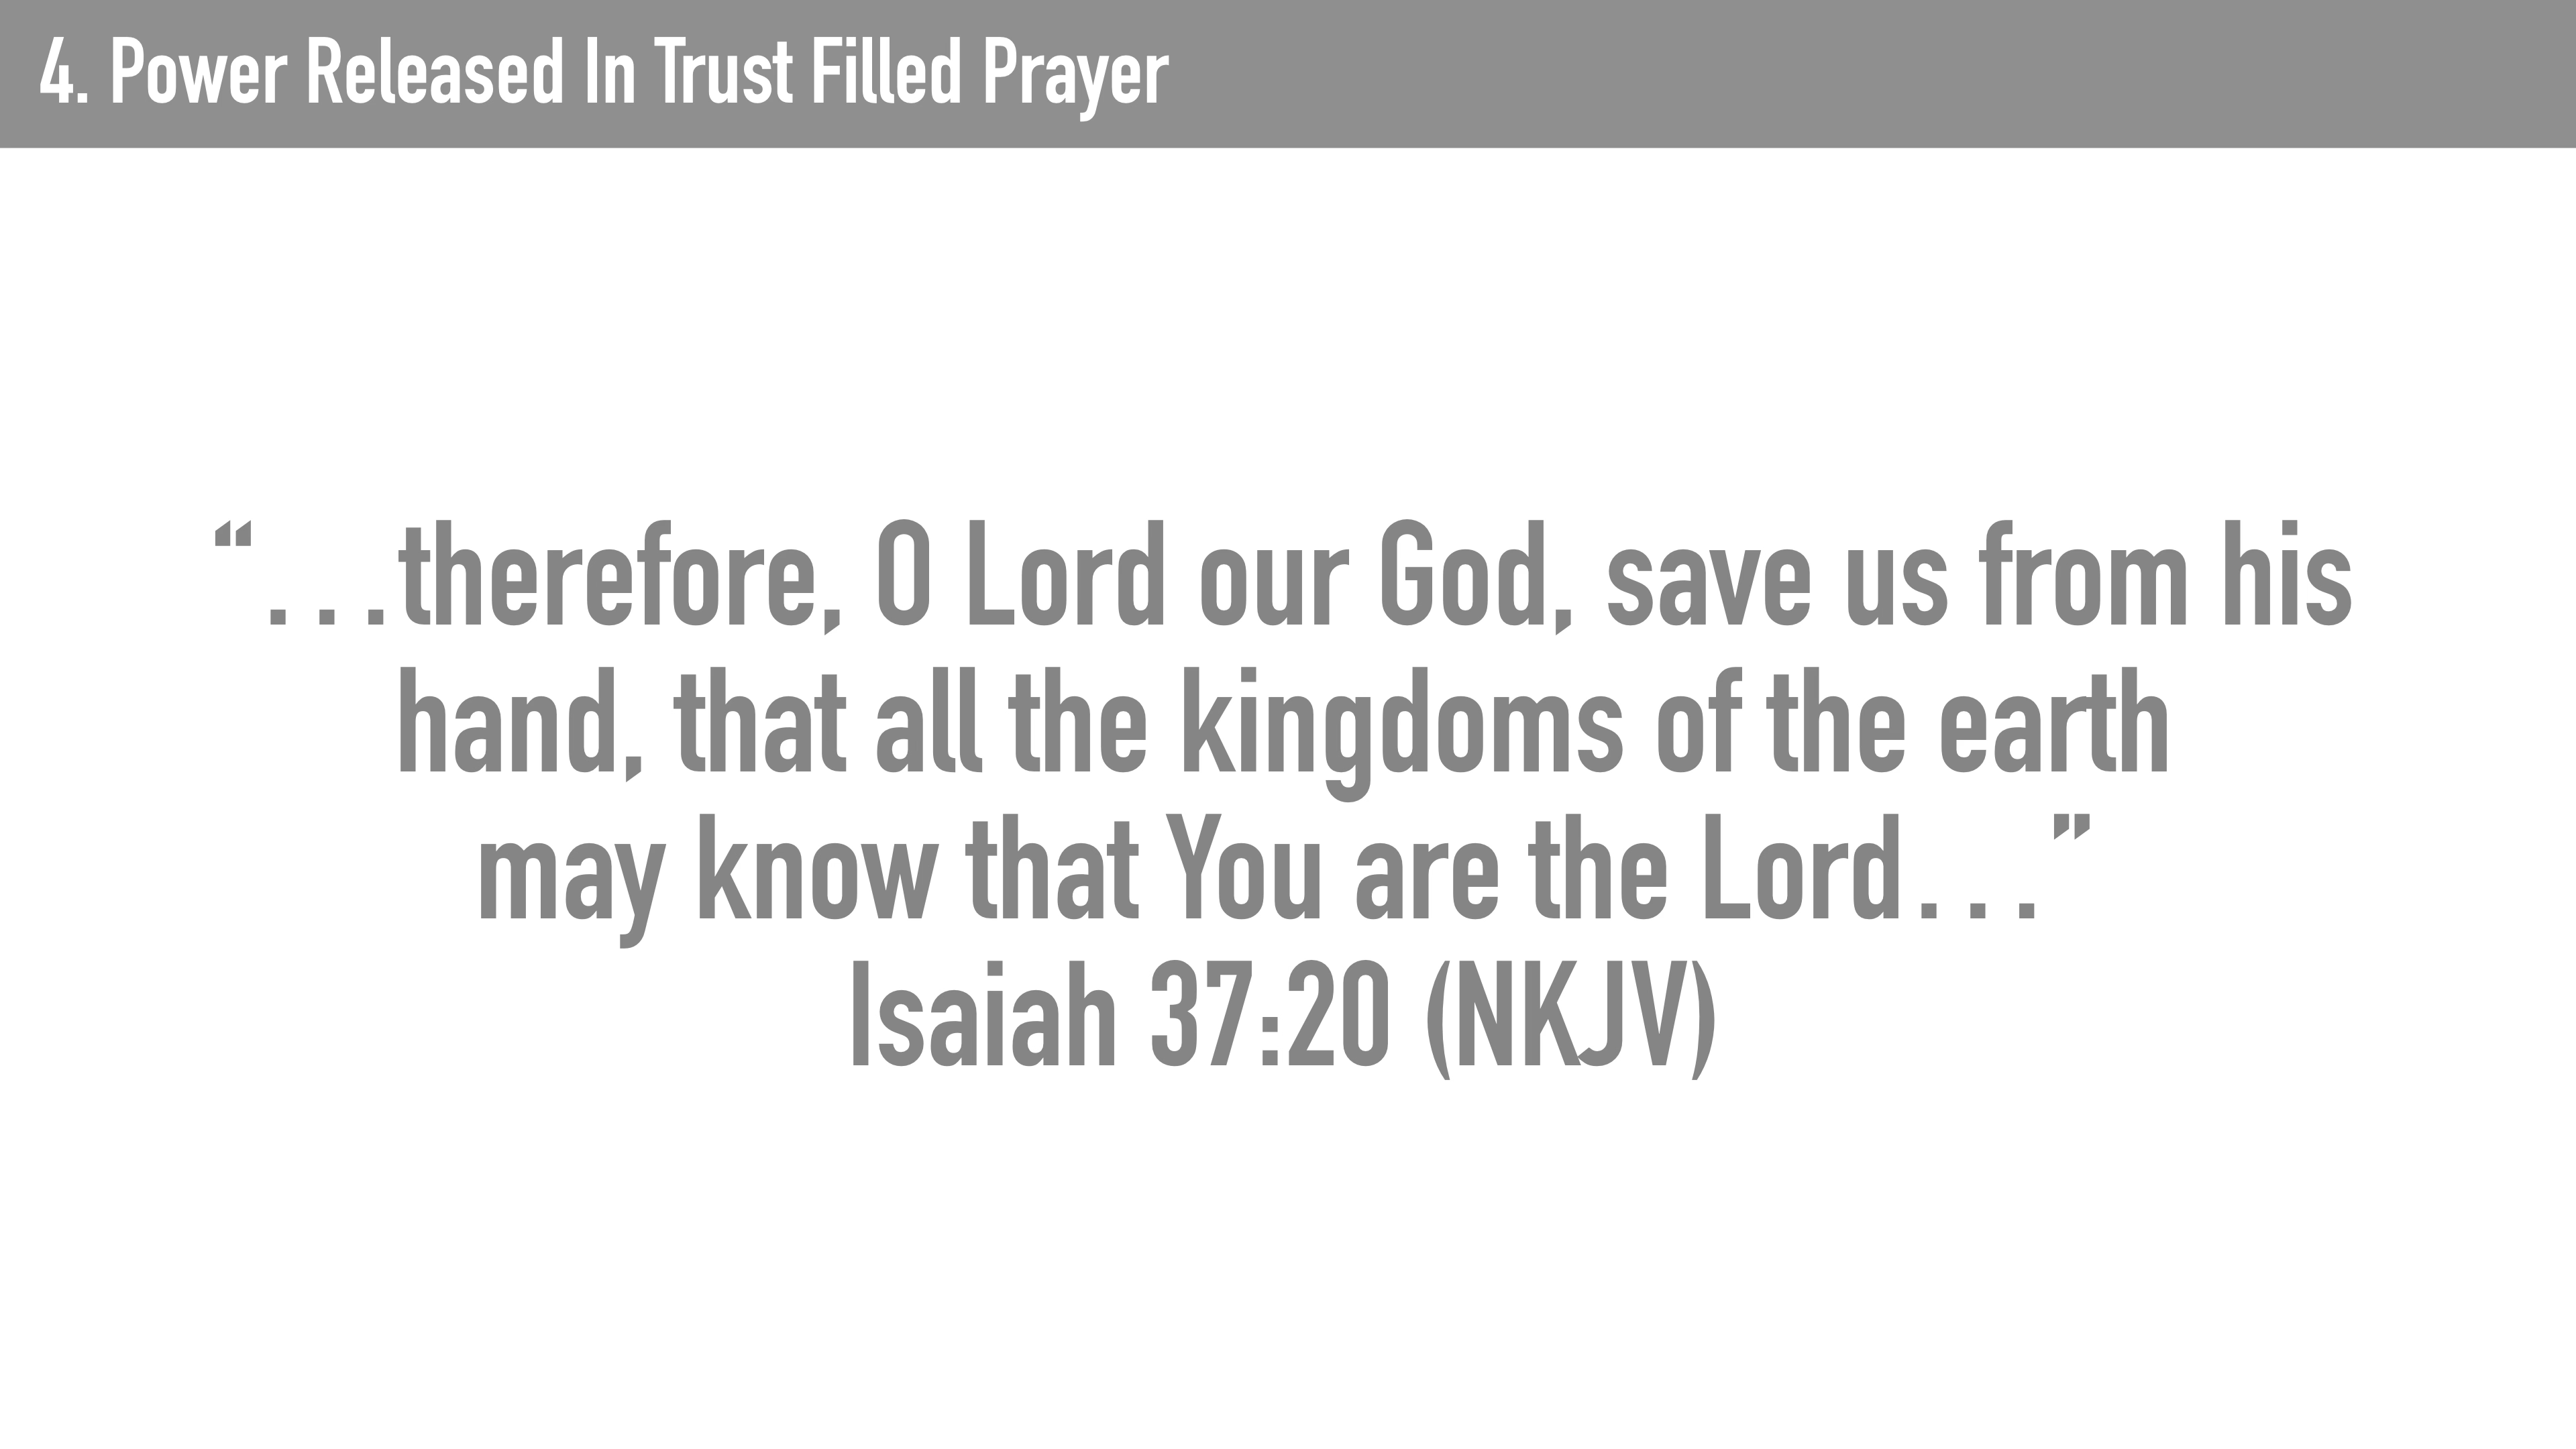 4. Power Released In Trust Filled Prayer
“…therefore, O Lord our God, save us from his
hand, that all the kingdoms of the earth
may know that You are the Lord…”
Isaiah 37:20 (NKJV)